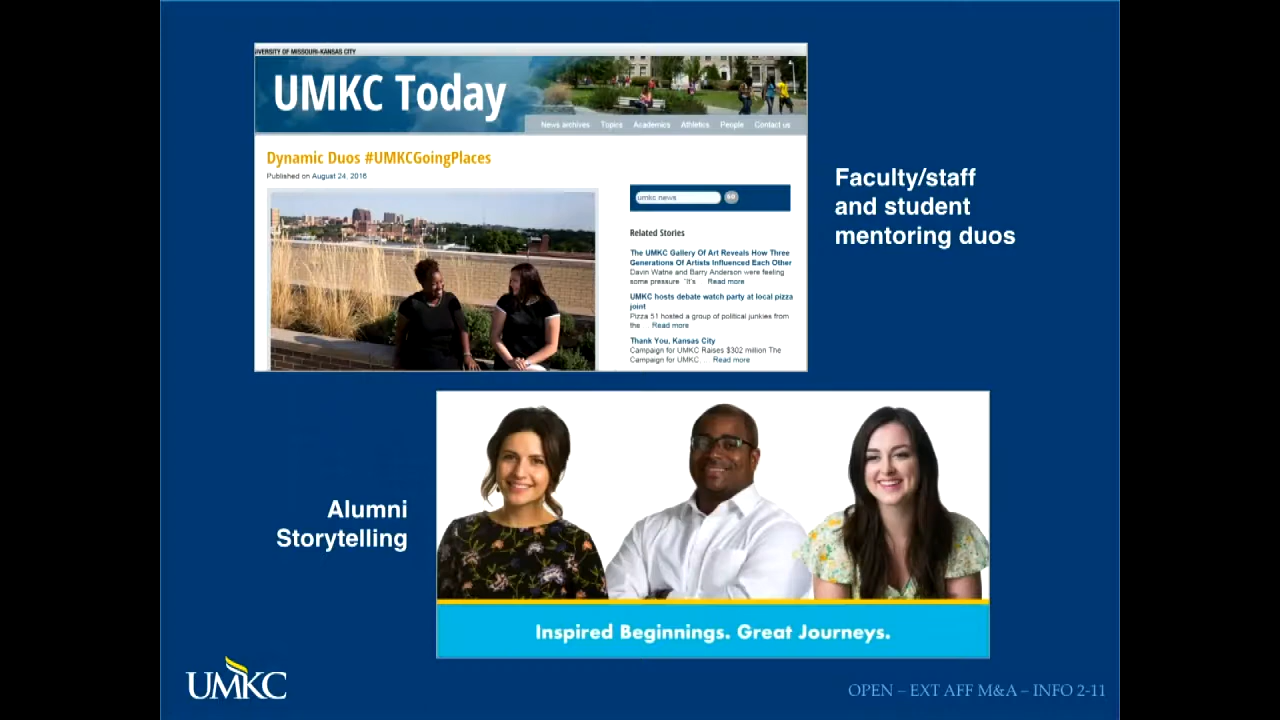 IVERSITY OF MISSOURI-KANSAS CITY
UMKC Today
News archives Topics Academics Athletics People Contact us
Dynamic Duos #UMKCGoingPlaces
Published on August 24, 2016
umkc news GO
Related Stories
The UMKC Gallery Of Art Reveals How Three
Generations Of Artists Influenced Each Other
Davin Watne and Barry Anderson were feeling
some pressure. "It's ... Read more
UMKC hosts debate watch party at local pizza
joint
Pizza 51 hosted a group of political junkies from
the ... Read more
Thank You, Kansas City
Campaign for UMKC Raises $302 million The
Campaign for UMKC... Read more
Faculty/staff
and student
mentoring duos
Alumni
Storytelling
Inspired Beginnings. Great Journeys.
UMKC
OPEN – EXT AFF M&A – INFO 2-11